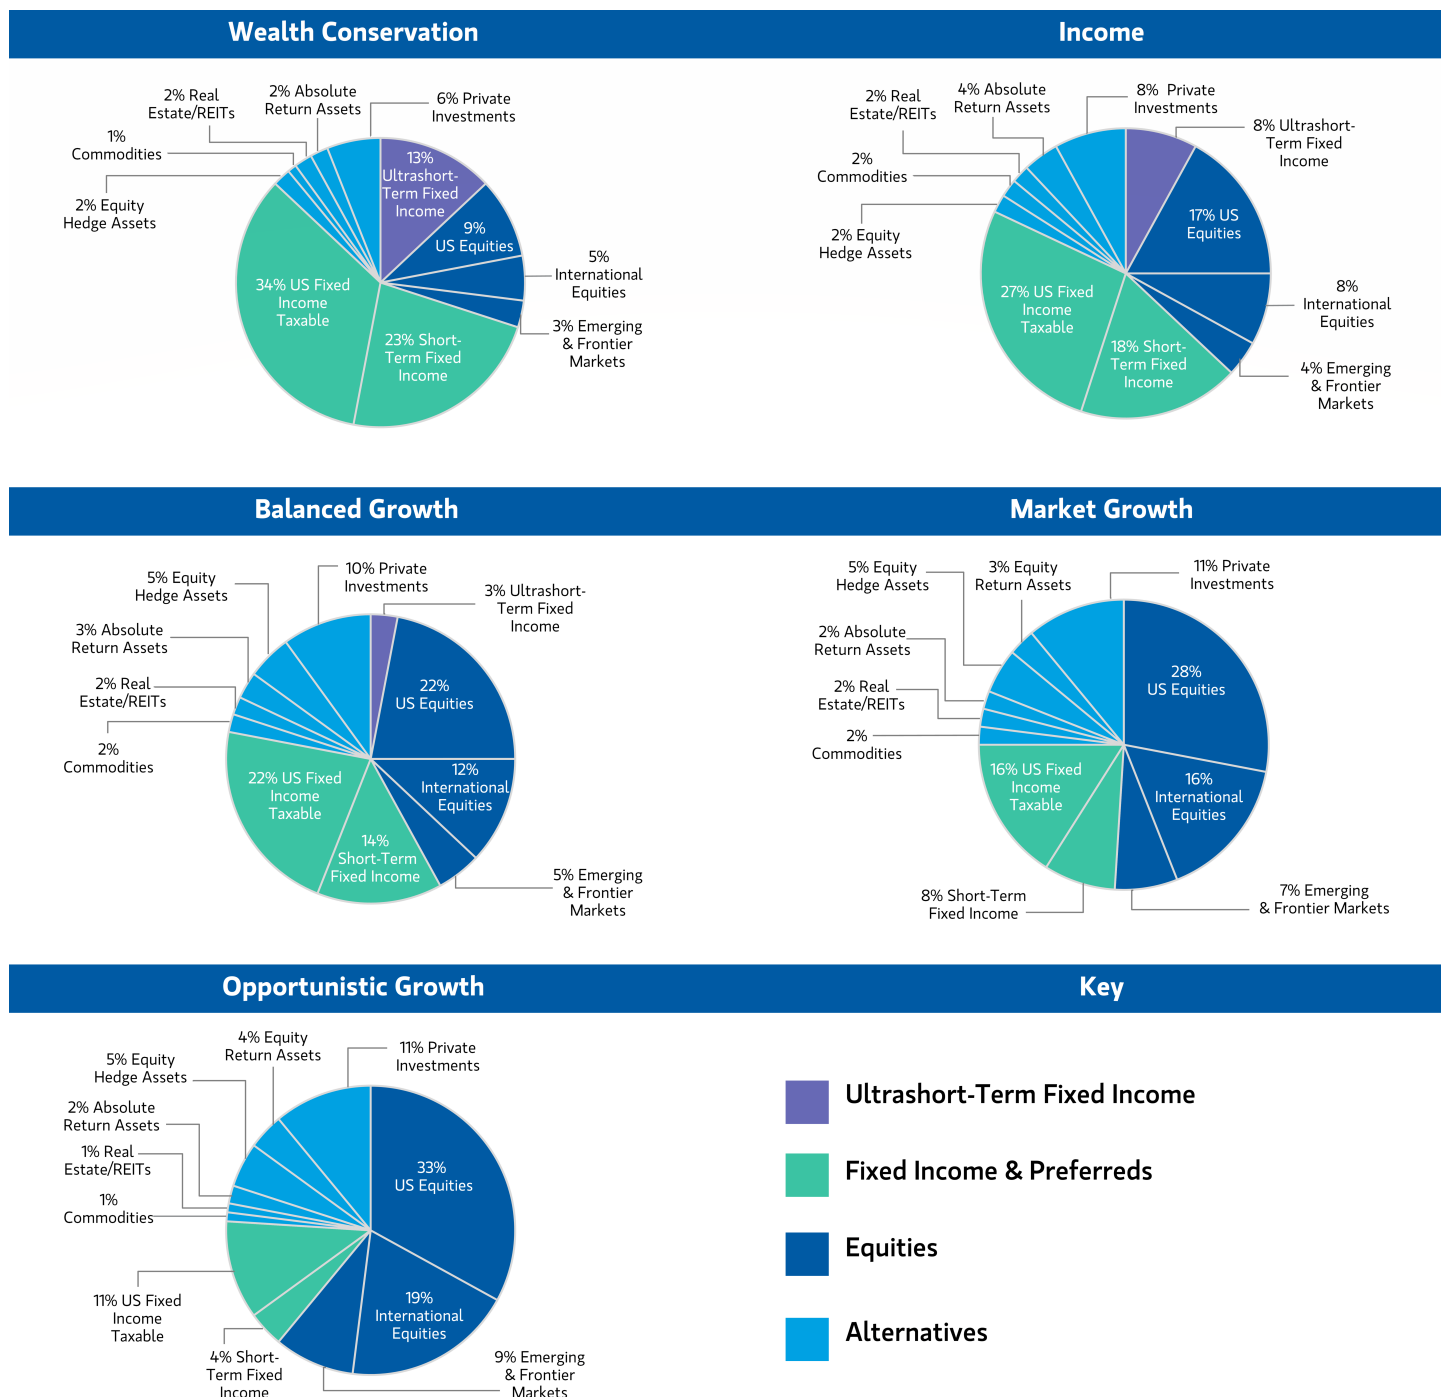 Wealth Conservation
2% Real
Estate/REITs
2% Absolute
Return Assets
6% Private
Investments
1%
Commodities
2% Equity
Hedge Assets
13%
Ultrashort-
Term Fixed
Income
9%
US Equities
5%
International
Equities
3% Emerging
& Frontier
Markets
23% Short-
Term Fixed
Income
34% US Fixed
Income
Taxable
Income
2% Real
Estate/REITs
4% Absolute
Return Assets
8% Private
Investments
8% Ultrashort-
Term Fixed
Income
2%
Commodities
2% Equity
Hedge Assets
17% US
Equities
8%
International
Equities
4% Emerging
& Frontier
Markets
18% Short-
Term Fixed
Income
27% US Fixed
Income
Taxable
Balanced Growth
5% Equity
Hedge Assets
10% Private
Investments
3% Ultrashort-
Term Fixed
Income
3% Absolute
Return Assets
2% Real
Estate/REITs
2%
Commodities
22%
US Equities
12%
International
Equities
5% Emerging
& Frontier
Markets
14%
Short-Term
Fixed Income
22% US Fixed
Income
Taxable
Market Growth
5% Equity
Hedge Assets
3% Equity
Return Assets
11% Private
Investments
2% Absolute
Return Assets
2% Real
Estate/REITs
2%
Commodities
28%
US Equities
16%
International
Equities
7% Emerging
& Frontier Markets
8% Short-Term
Fixed Income
16% US Fixed
Income
Taxable
Opportunistic Growth
4% Equity
Return Assets
11% Private
Investments
5% Equity
Hedge Assets
2% Absolute
Return Assets
1% Real
Estate/REITs
1%
Commodities
33%
US Equities
19%
International
Equities
11% US Fixed
Income
Taxable
4% Short-
Term Fixed
Income
9% Emerging
& Frontier
Markets
Key
Ultrashort-Term Fixed Income
Fixed Income & Preferreds
Equities
Alternatives